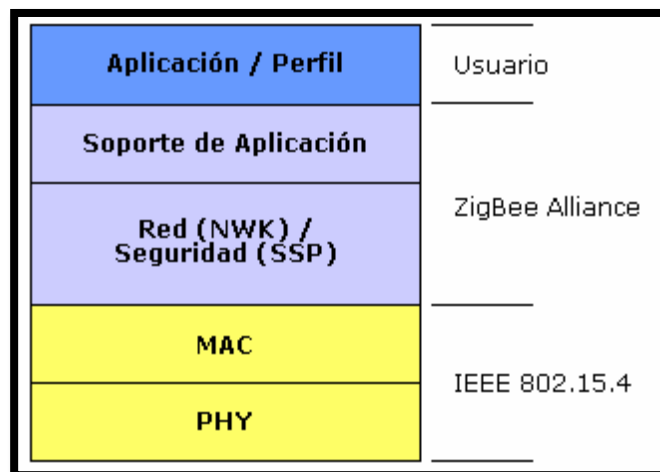 Aplicación / Perfil
Usuario
Soporte de Aplicación
ZigBee Alliance
Red (NWK) /
Seguridad (SSP)
MAC
IEEE 802.15.4
PHY